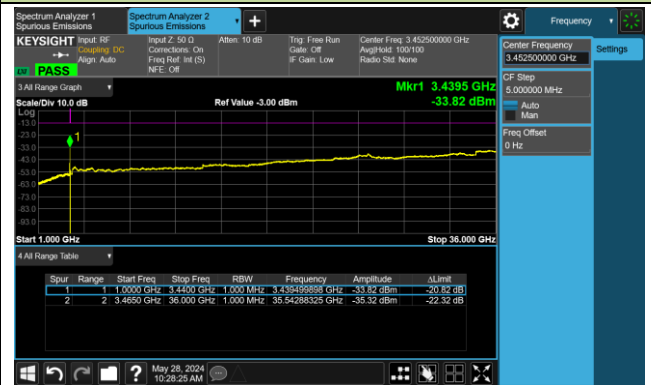 Spectrum Analyzer 1
Spurious Emissions
Spectrum Analyzer 2
Spurious Emissions
Frequency
KEYSIGHT
Input: RF
Coupling: DC
Align: Auto
Input Z: 50 Ω
Corrections: On
Freq Ref: Int (S)
NFE: Off
Atten: 10 dB
Trig: Free Run
Gate: Off
IF Gain: Low
Center Freq: 3.452500000 GHz
Avg|Hold: 100/100
Radio Std: None
PASS
Center Frequency
3.452500000 GHz
Settings
CF Step
5.000000 MHz
Auto
Man
Freq Offset
0 Hz
3 All Range Graph
Mkr1 3.4395 GHz
Scale/Div 10.0 dB
Ref Value -3.00 dBm
-33.82 dBm
Log
-13.0
-23.0
-33.0
-43.0
-53.0
-63.0
-73.0
-83.0
-93.0
1
Start 1.000 GHz
Stop 36.000 GHz
4 All Range Table
Spur Range Start Freq Stop Freq RBW Frequency Amplitude ΔLimit
1 1 1.0000 GHz 3.4400 GHz 1.000 MHz 3.439499898 GHz -33.82 dBm -20.82 dB
2 2 3.4650 GHz 36.000 GHz 1.000 MHz 35.54288325 GHz -35.32 dBm -22.32 dB
May 28, 2024
10:28:25 AM